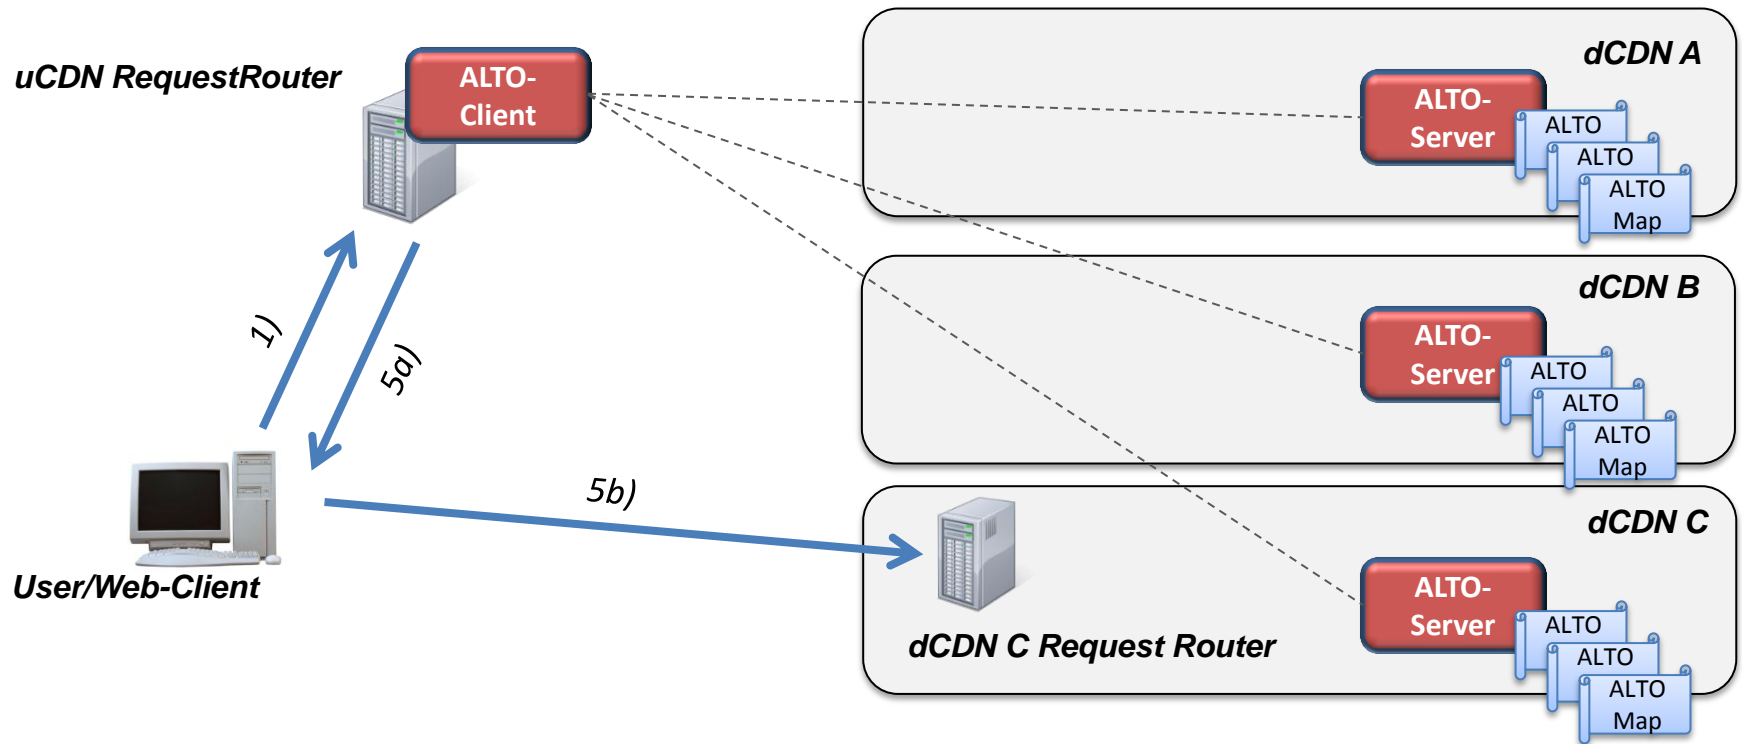 uCDN RequestRouter
ALTO-
Client
dCDN A
ALTO-
Server
ALTO
ALTO
ALTO
Map
1)
5a)
dCDN B
ALTO-
Server
ALTO
ALTO
ALTO
Map
5b)
User/Web-Client
dCDN C
dCDN C Request Router
ALTO-
Server
ALTO
ALTO
ALTO
Map